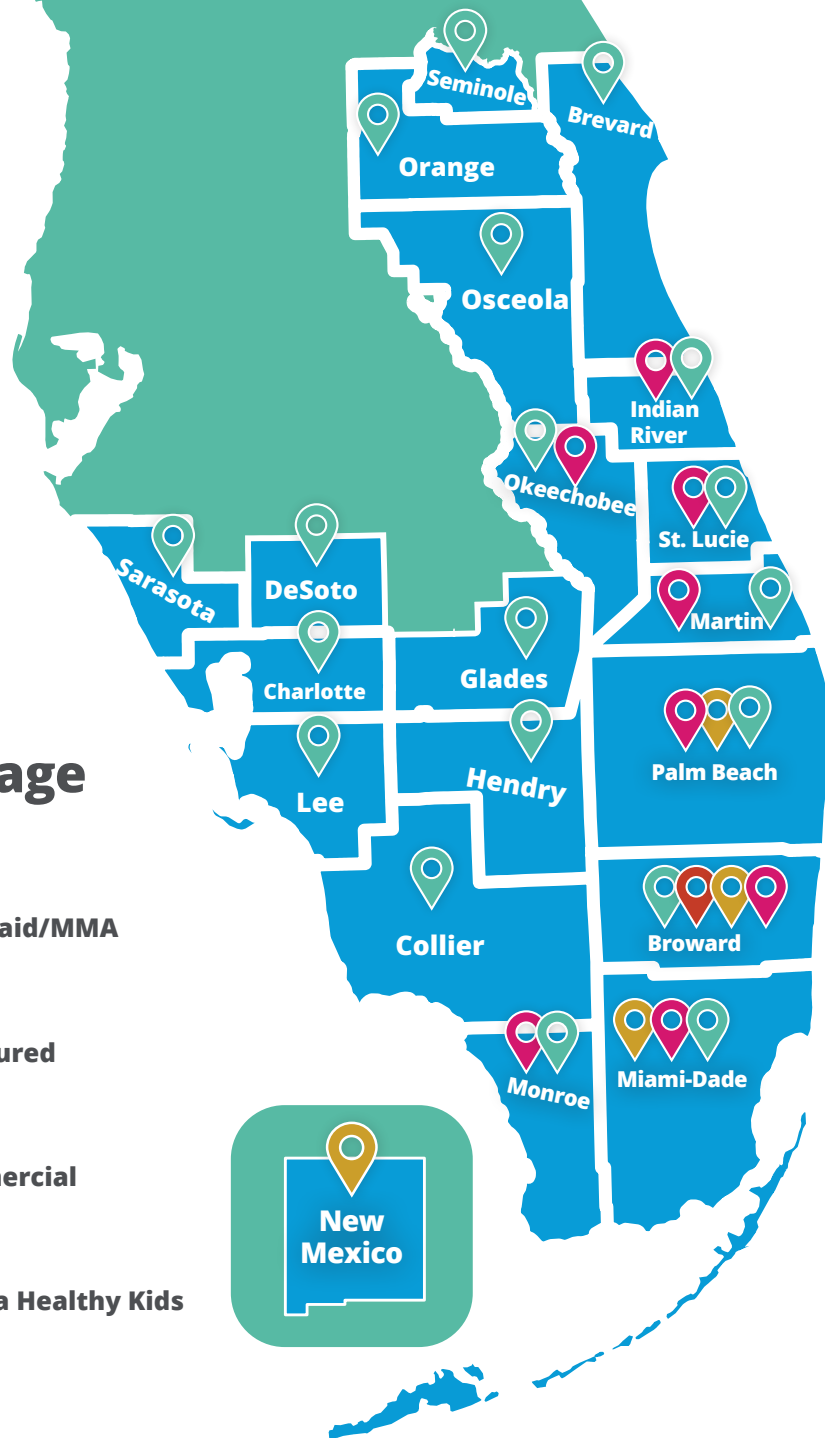 Seminole
Brevard
Orange
Osceola
Indian
River
Okeechobee
St. Lucie
Sarasota
DeSoto
Martin
Glades
Charlotte
Palm Beach
age
Hendry
Lee
aid/MMA
Collier
Broward
ured
Miami-Dade
Monroe
ercial
New
Mexico
a Healthy Kids